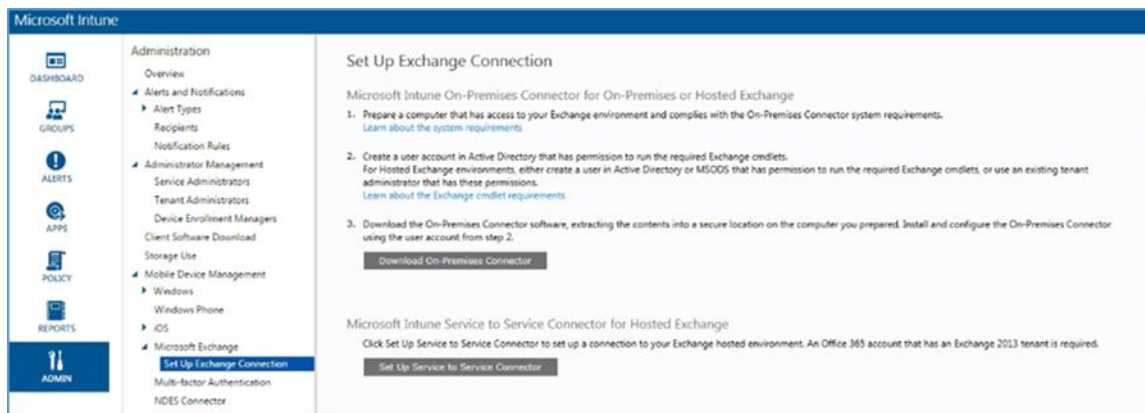 Microsoft Intune
DASHBOARD
GROUPS
ALERTS
APPS
POLICY
REPORTS
ADMIN
Administration
Overview
Alerts and Notifications
Alert Types
Recipients
Notification Rules
Administrator Management
Service Administrators
Tenant Administrators
Device Enrollment Managers
Client Software Download
Storage Use
Mobile Device Management
Windows
Windows Phone
iOS
Microsoft Exchange
Set Up Exchange Connection
Multi-factor Authentication
NDES Connector
Set Up Exchange Connection
Microsoft Intune On-Premises Connector for On-Premises or Hosted Exchange
1. Prepare a computer that has access to your Exchange environment and complies with the On-Premises Connector system requirements.
Learn about the system requirements
2. Create a user account in Active Directory that has permission to run the required Exchange cmdlets.
For Hosted Exchange environments, either create a user in Active Directory or MSODS that has permission to run the required Exchange cmdlets, or use an existing tenant
administrator that has these permissions.
Learn about the Exchange cmdlet requirements
3. Download the On-Premises Connector software, extracting the contents into a secure location on the computer you prepared. Install and configure the On-Premises Connector
using the user account from step 2.
Download On-Premises Connector
Microsoft Intune Service to Service Connector for Hosted Exchange
Click Set Up Service to Service Connector to set up a connection to your Exchange hosted environment. An Office 365 account that has an Exchange 2013 tenant is required.
Set Up Service to Service Connector